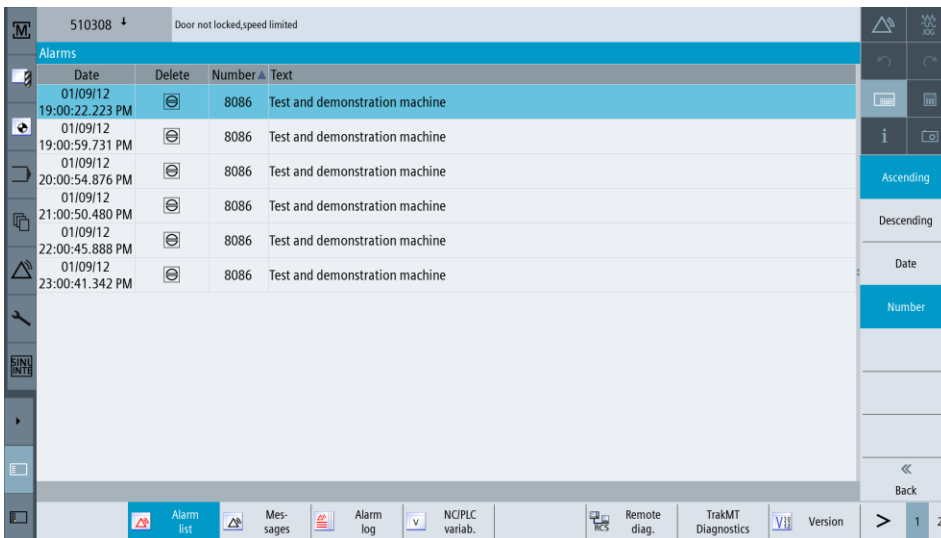 M
510308 Door not locked,speed limited
JOG
Alarms
Date Delete Number Text
01/09/12
19:00:22.223 PM 8086 Test and demonstration machine
01/09/12
19:00:59.731 PM 8086 Test and demonstration machine
01/09/12
20:00:54.876 PM 8086 Test and demonstration machine
01/09/12
21:00:50.480 PM 8086 Test and demonstration machine
01/09/12
22:00:45.888 PM 8086 Test and demonstration machine
01/09/12
23:00:41.342 PM 8086 Test and demonstration machine
SINU
INTE
i
Ascending
Descending
Date
Number
«
Back
Alarm
list
Mes-
sages
Alarm
log
V
NC/PLC
variab.
RCS
Remote
diag.
TrakMT
Diagnostics
Version
> 1 2